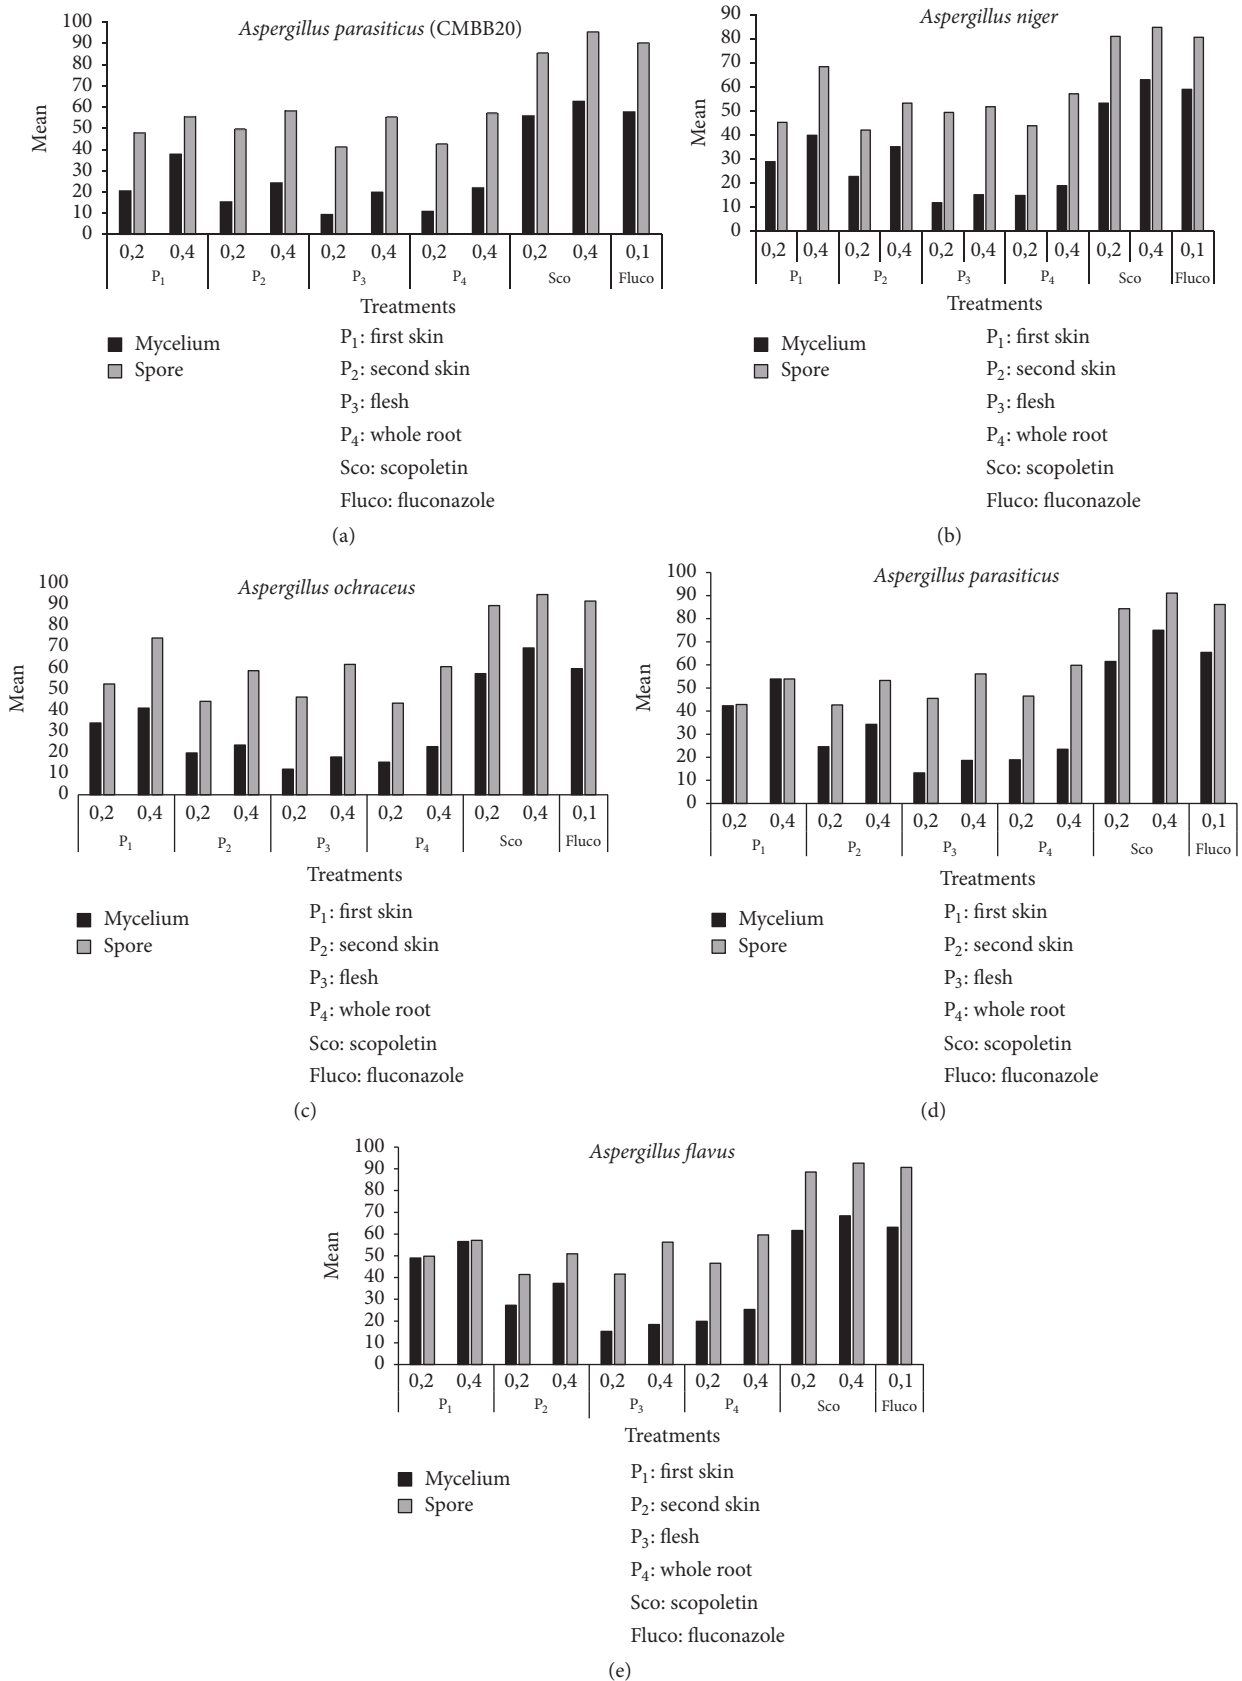 Aspergillus parasiticus (CMBB20)
Mean
100
90
80
70
60
50
40
30
20
10
0
0,2 0,4 0,2 0,4 0,2 0,4 0,2 0,4 0,2 0,4 0,1
P1 P2 P3 P4 Sco Fluco
Treatments
Mycelium
Spore
P1: first skin
P2: second skin
P3: flesh
P4: whole root
Sco: scopoletin
Fluco: fluconazole
(a)
Aspergillus niger
Mean
90
80
70
60
50
40
30
20
10
0
0,2 0,4 0,2 0,4 0,2 0,4 0,2 0,4 0,2 0,4 0,1
P1 P2 P3 P4 Sco Fluco
Treatments
Mycelium
Spore
P1: first skin
P2: second skin
P3: flesh
P4: whole root
Sco: scopoletin
Fluco: fluconazole
(b)
Aspergillus ochraceus
Mean
100
90
80
70
60
50
40
30
20
10
0
0,2 0,4 0,2 0,4 0,2 0,4 0,2 0,4 0,2 0,4 0,1
P1 P2 P3 P4 Sco Fluco
Treatments
Mycelium
Spore
P1: first skin
P2: second skin
P3: flesh
P4: whole root
Sco: scopoletin
Fluco: fluconazole
(c)
Aspergillus parasiticus
Mean
100
90
80
70
60
50
40
30
20
10
0
0,2 0,4 0,2 0,4 0,2 0,4 0,2 0,4 0,2 0,4 0,1
P1 P2 P3 P4 Sco Fluco
Treatments
Mycelium
Spore
P1: first skin
P2: second skin
P3: flesh
P4: whole root
Sco: scopoletin
Fluco: fluconazole
(d)
Aspergillus flavus
Mean
100
90
80
70
60
50
40
30
20
10
0
0,2 0,4 0,2 0,4 0,2 0,4 0,2 0,4 0,2 0,4 0,1
P1 P2 P3 P4 Sco Fluco
Treatments
Mycelium
Spore
P1: first skin
P2: second skin
P3: flesh
P4: whole root
Sco: scopoletin
Fluco: fluconazole
(e)